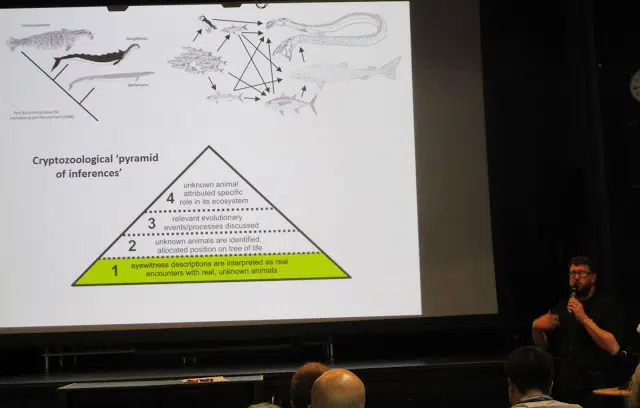 Cryptozoological 'pyramid
of inferences'
4
unknown animal
attributed specific
role in its ecosystem
3
relevant evolutionary
events/processes discussed
2
unknown animals are identified,
allocated position on tree of life
1
eyewitness descriptions are interpreted as real
encounters with real, unknown animals